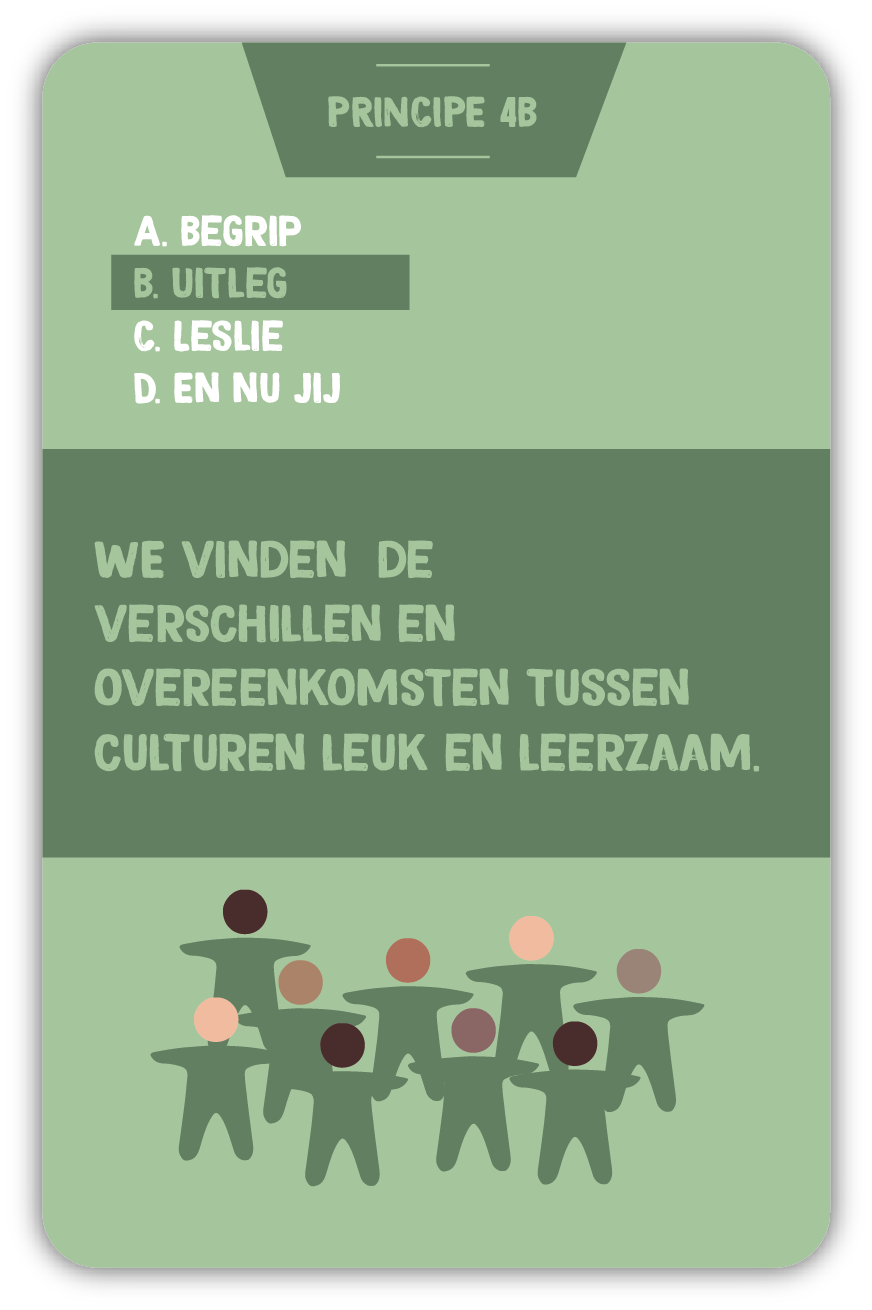 PRINCIPE 4B
A. BEGRIP
B. UITLEG
C. LESLIE
D. EN NU JIJ
WE VINDEN DE
VERSCHILLEN EN
OVEREENKOMSTEN TUSSEN
CULTUREN LEUK EN LEERZAAM.